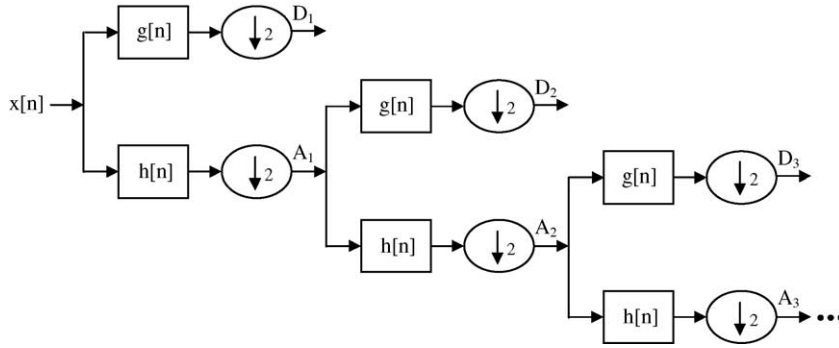 D₁
g[n] ↓ 2
x[n]
D₂
g[n] ↓ 2
A₁
h[n] ↓ 2
D₃
g[n] ↓ 2
A₂
h[n] ↓ 2
A₃
h[n] ↓ 2 •••